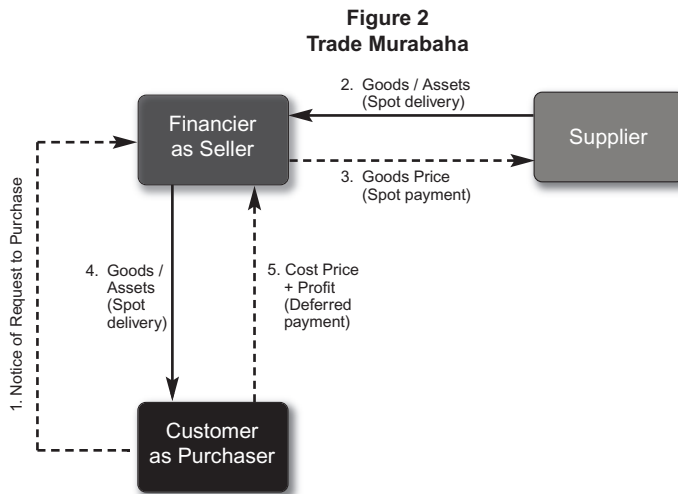 Figure 2
Trade Murabaha
2. Goods / Assets
(Spot delivery)
Financier
as Seller
Supplier
3. Goods Price
(Spot payment)
1. Notice of Request to Purchase
4. Goods /
Assets
(Spot
delivery)
5. Cost Price
+ Profit
(Deferred
payment)
Customer
as Purchaser